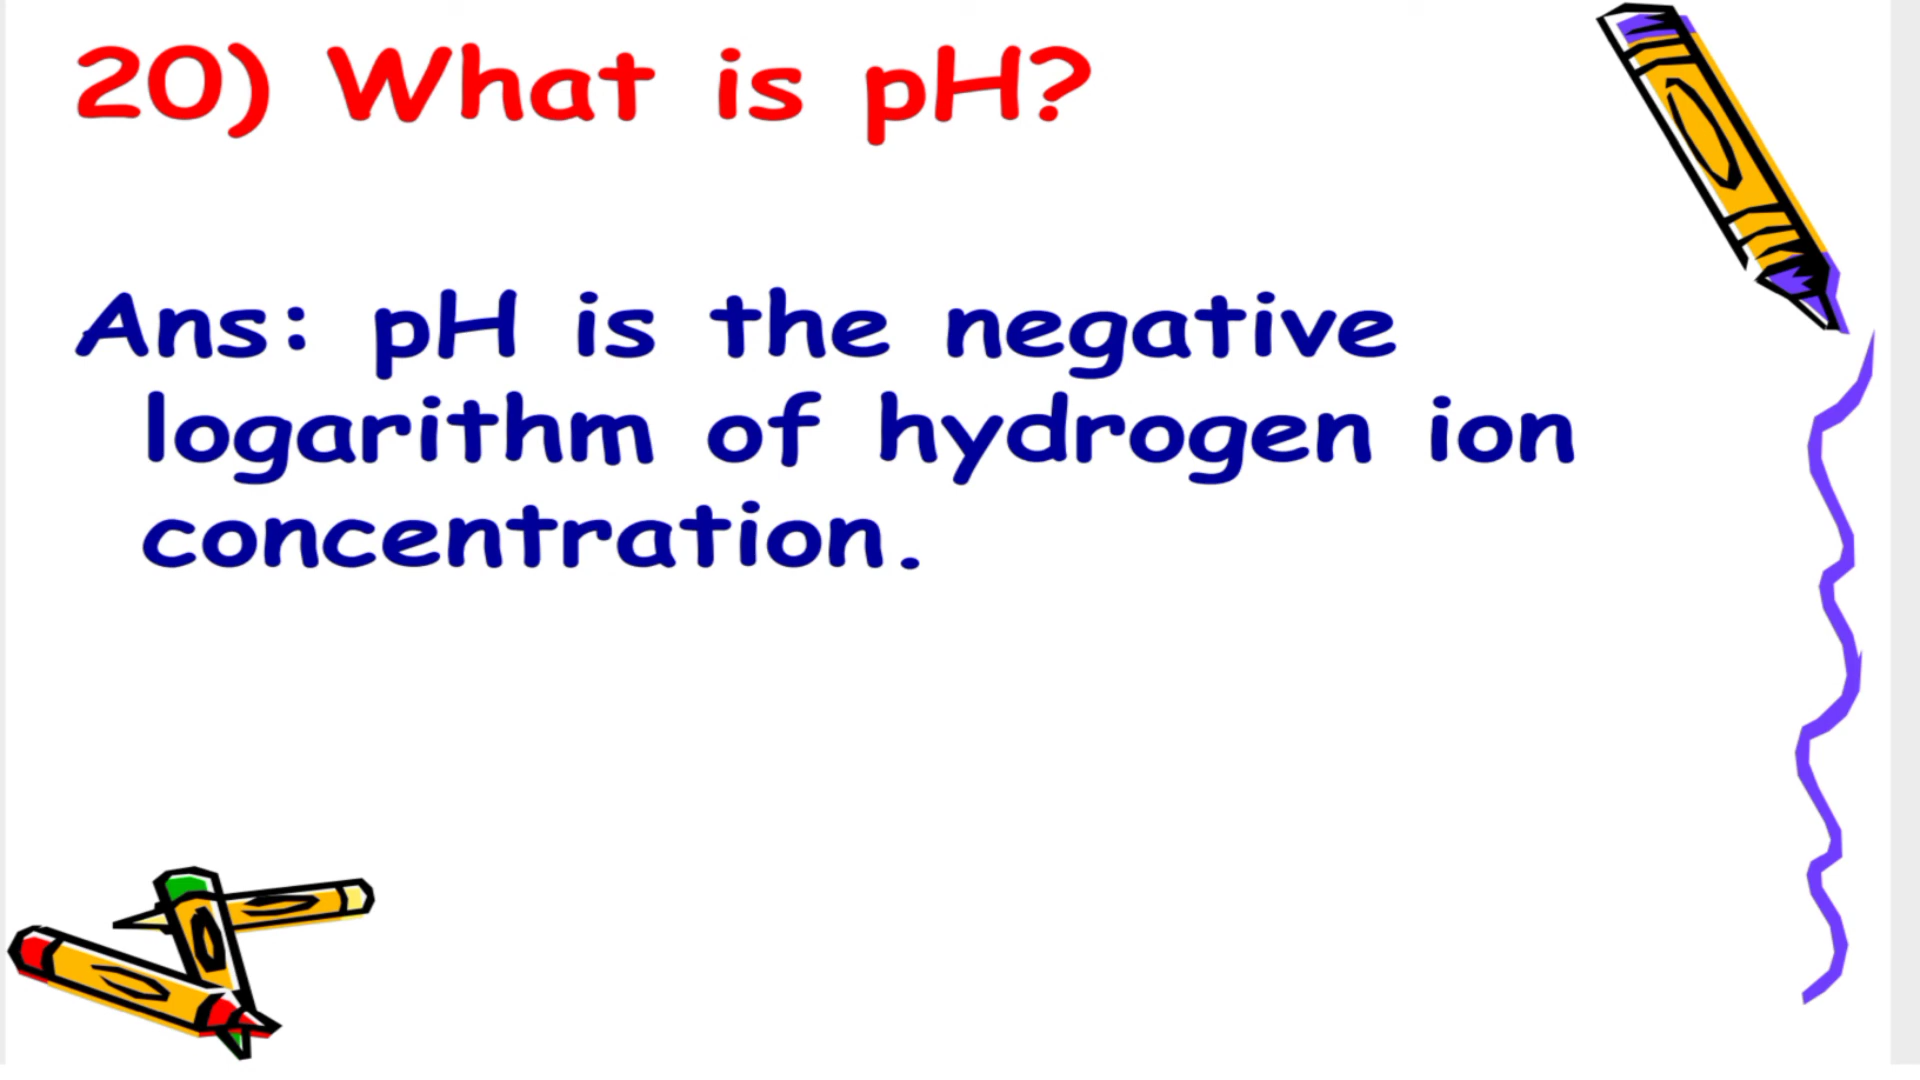 20) What is pH?
Ans: pH is the negative
logarithm of hydrogen ion
concentration.